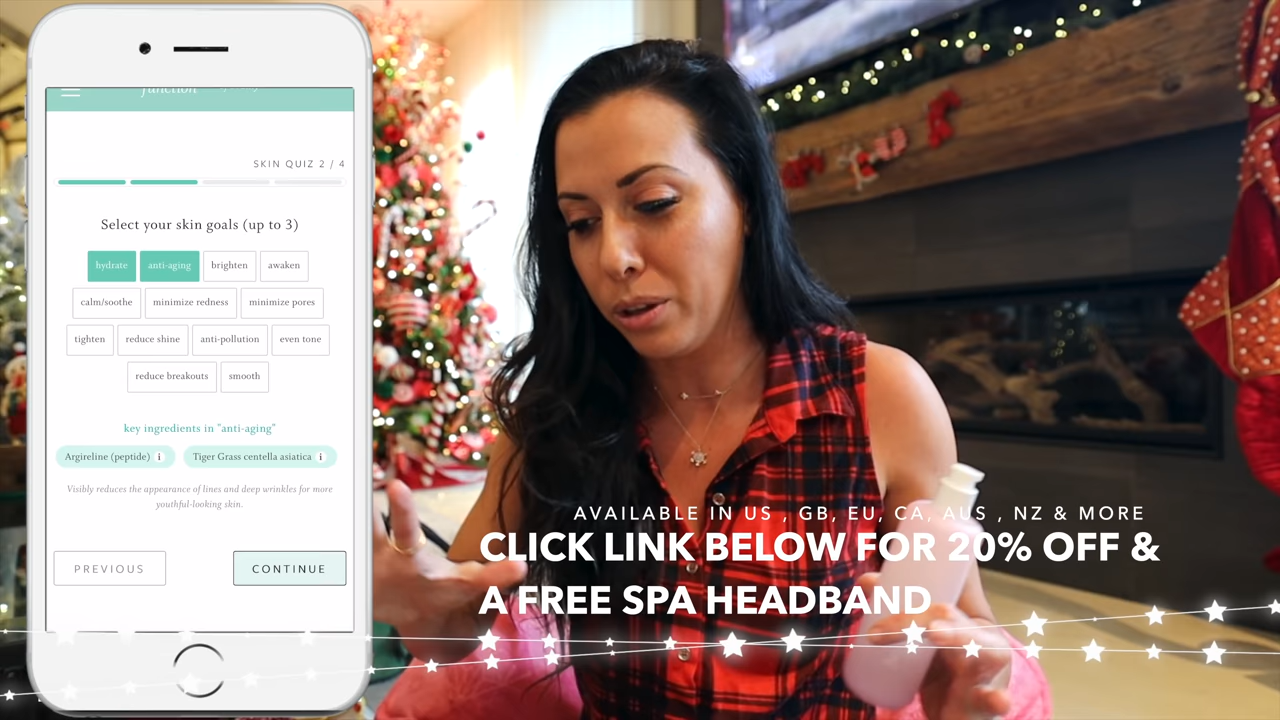 function
SKIN QUIZ 2 / 4
Select your skin goals (up to 3)
hydrate anti-aging brighten awaken
calm/soothe minimize redness minimize pores
tighten reduce shine anti-pollution even tone
reduce breakouts smooth
key ingredients in "anti-aging"
Argireline (peptide) i Tiger Grass centella asiatica i
Visibly reduces the appearance of lines and deep wrinkles for more
youthful-looking skin.
PREVIOUS CONTINUE
AVAILABLE IN US , GB, EU, CA, AUS , NZ & MORE
CLICK LINK BELOW FOR 20% OFF &
A FREE SPA HEADBAND